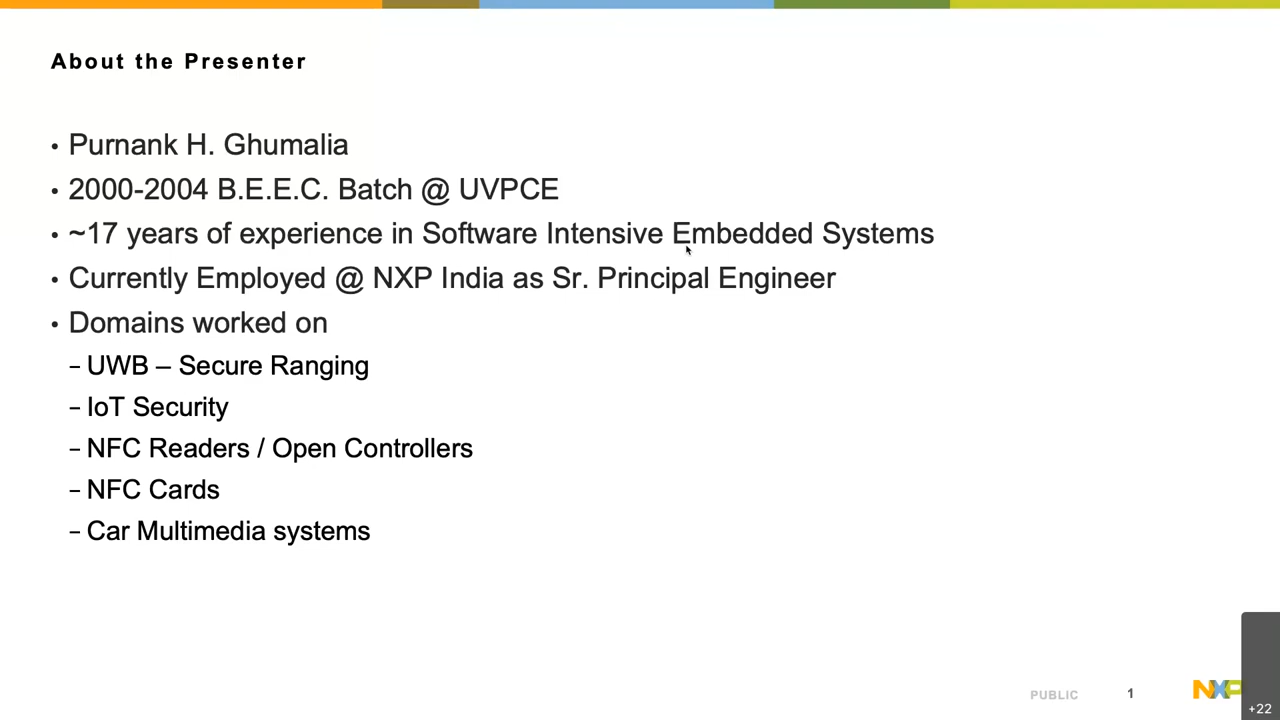 About the Presenter
• Purnank H. Ghumalia
• 2000-2004 B.E.E.C. Batch @ UVPCE
• ~17 years of experience in Software Intensive Embedded Systems
• Currently Employed @ NXP India as Sr. Principal Engineer
• Domains worked on
– UWB – Secure Ranging
– IoT Security
– NFC Readers / Open Controllers
– NFC Cards
– Car Multimedia systems
PUBLIC 1 NXP
+22